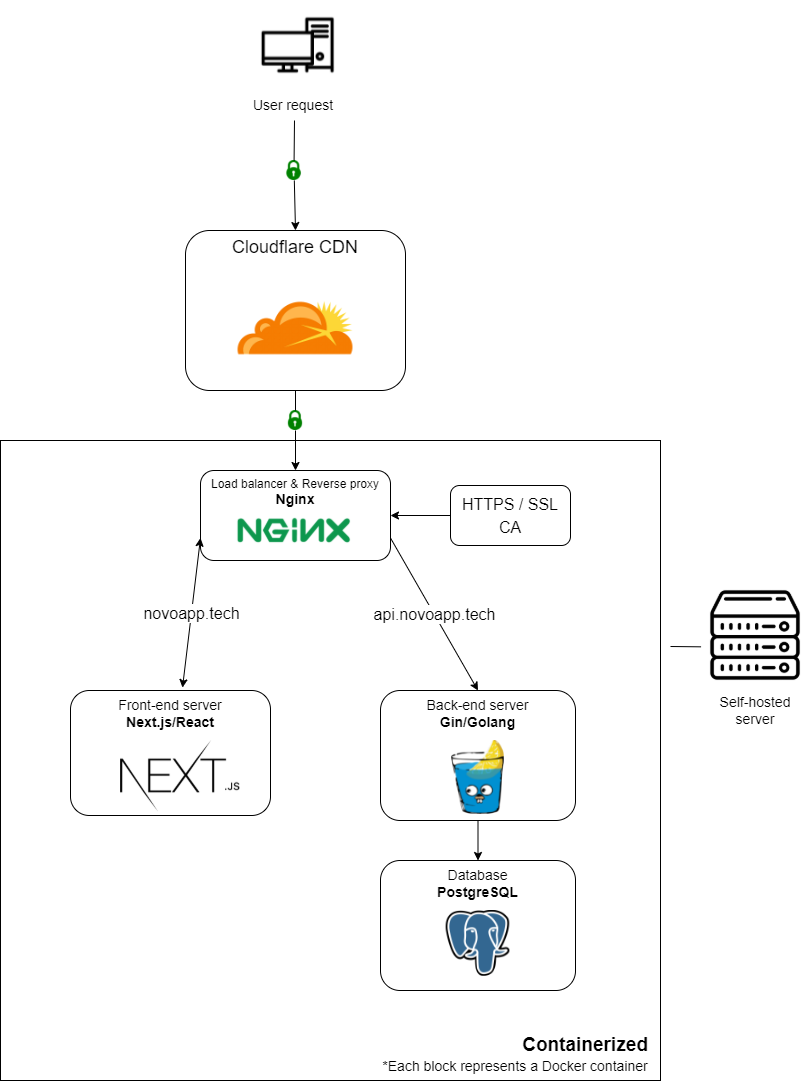 User request
Cloudflare CDN
Load balancer & Reverse proxy
Nginx
NGINX
HTTPS / SSL
CA
novoapp.tech
api.novoapp.tech
Front-end server
Next.js/React
NEXT.JS
Back-end server
Gin/Golang
Database
PostgreSQL
Self-hosted
server
Containerized
*Each block represents a Docker container